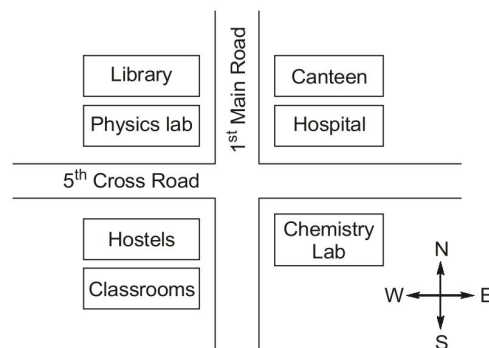 Library
Canteen
1st Main Road
Physics lab
Hospital
5th Cross Road
Hostels
Chemistry
Lab
Classrooms
N
W
E
S